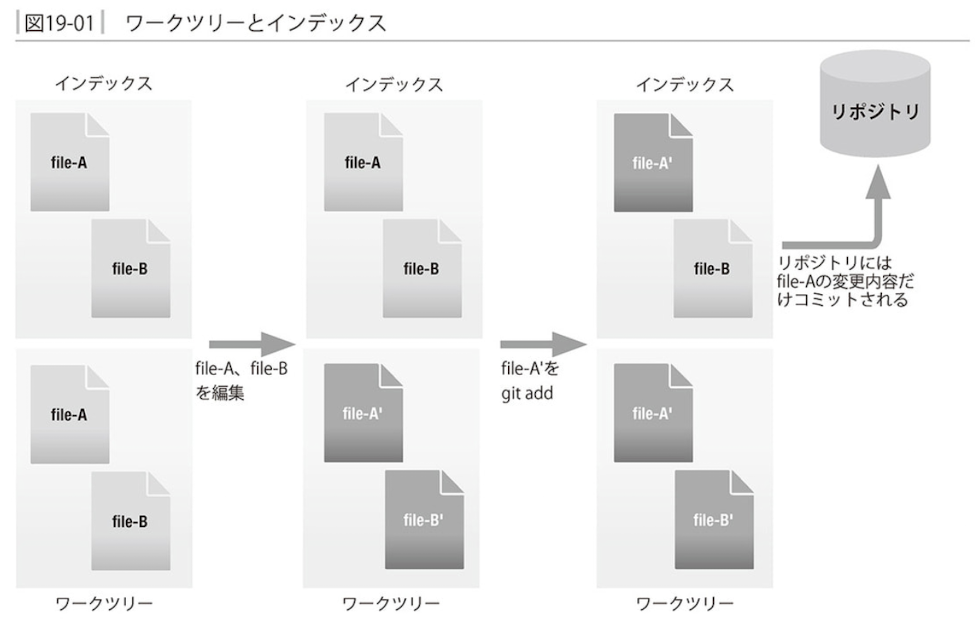 図19-01 ワークツリーとインデックス
インデックス
file-A
file-B
file-A
file-B
ワークツリー
file-A、file-B
を編集
インデックス
file-A
file-B
file-A'
file-B'
ワークツリー
file-A'を
git add
インデックス
file-A'
file-B
file-A'
file-B'
ワークツリー
リポジトリ
リポジトリには
file-Aの変更内容だ
けコミットされる